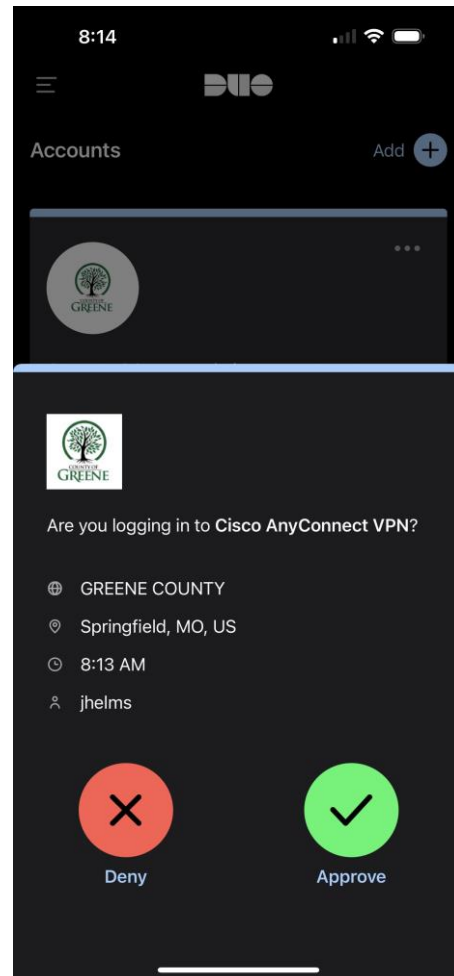 8:14
DUO
Accounts
Add
COUNTY OF
GREENE
COUNTY OF
GREENE
Are you logging in to Cisco AnyConnect VPN?
GREENE COUNTY
Springfield, MO, US
8:13 AM
jhelms
Deny
Approve